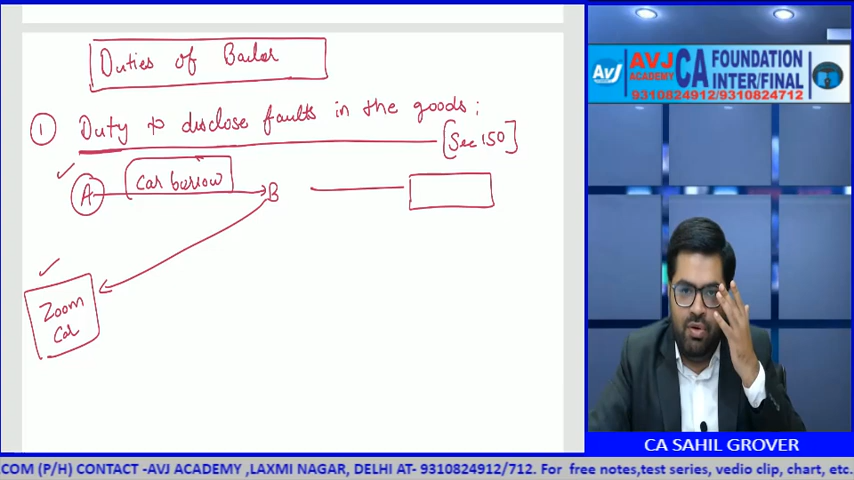 Duties of Bailor
① Duty to disclose faults in the goods :
[Sec 150]
A car borrow B
Zoom
Car
AVJ
AVJ
ACADEMY
CA
FOUNDATION
INTER/FINAL
9310824912/9310824712
CA SAHIL GROVER
.COM (P/H) CONTACT -AVJ ACADEMY ,LAXMI NAGAR, DELHI AT- 9310824912/712. For free notes,test series, vedio clip, chart, etc.